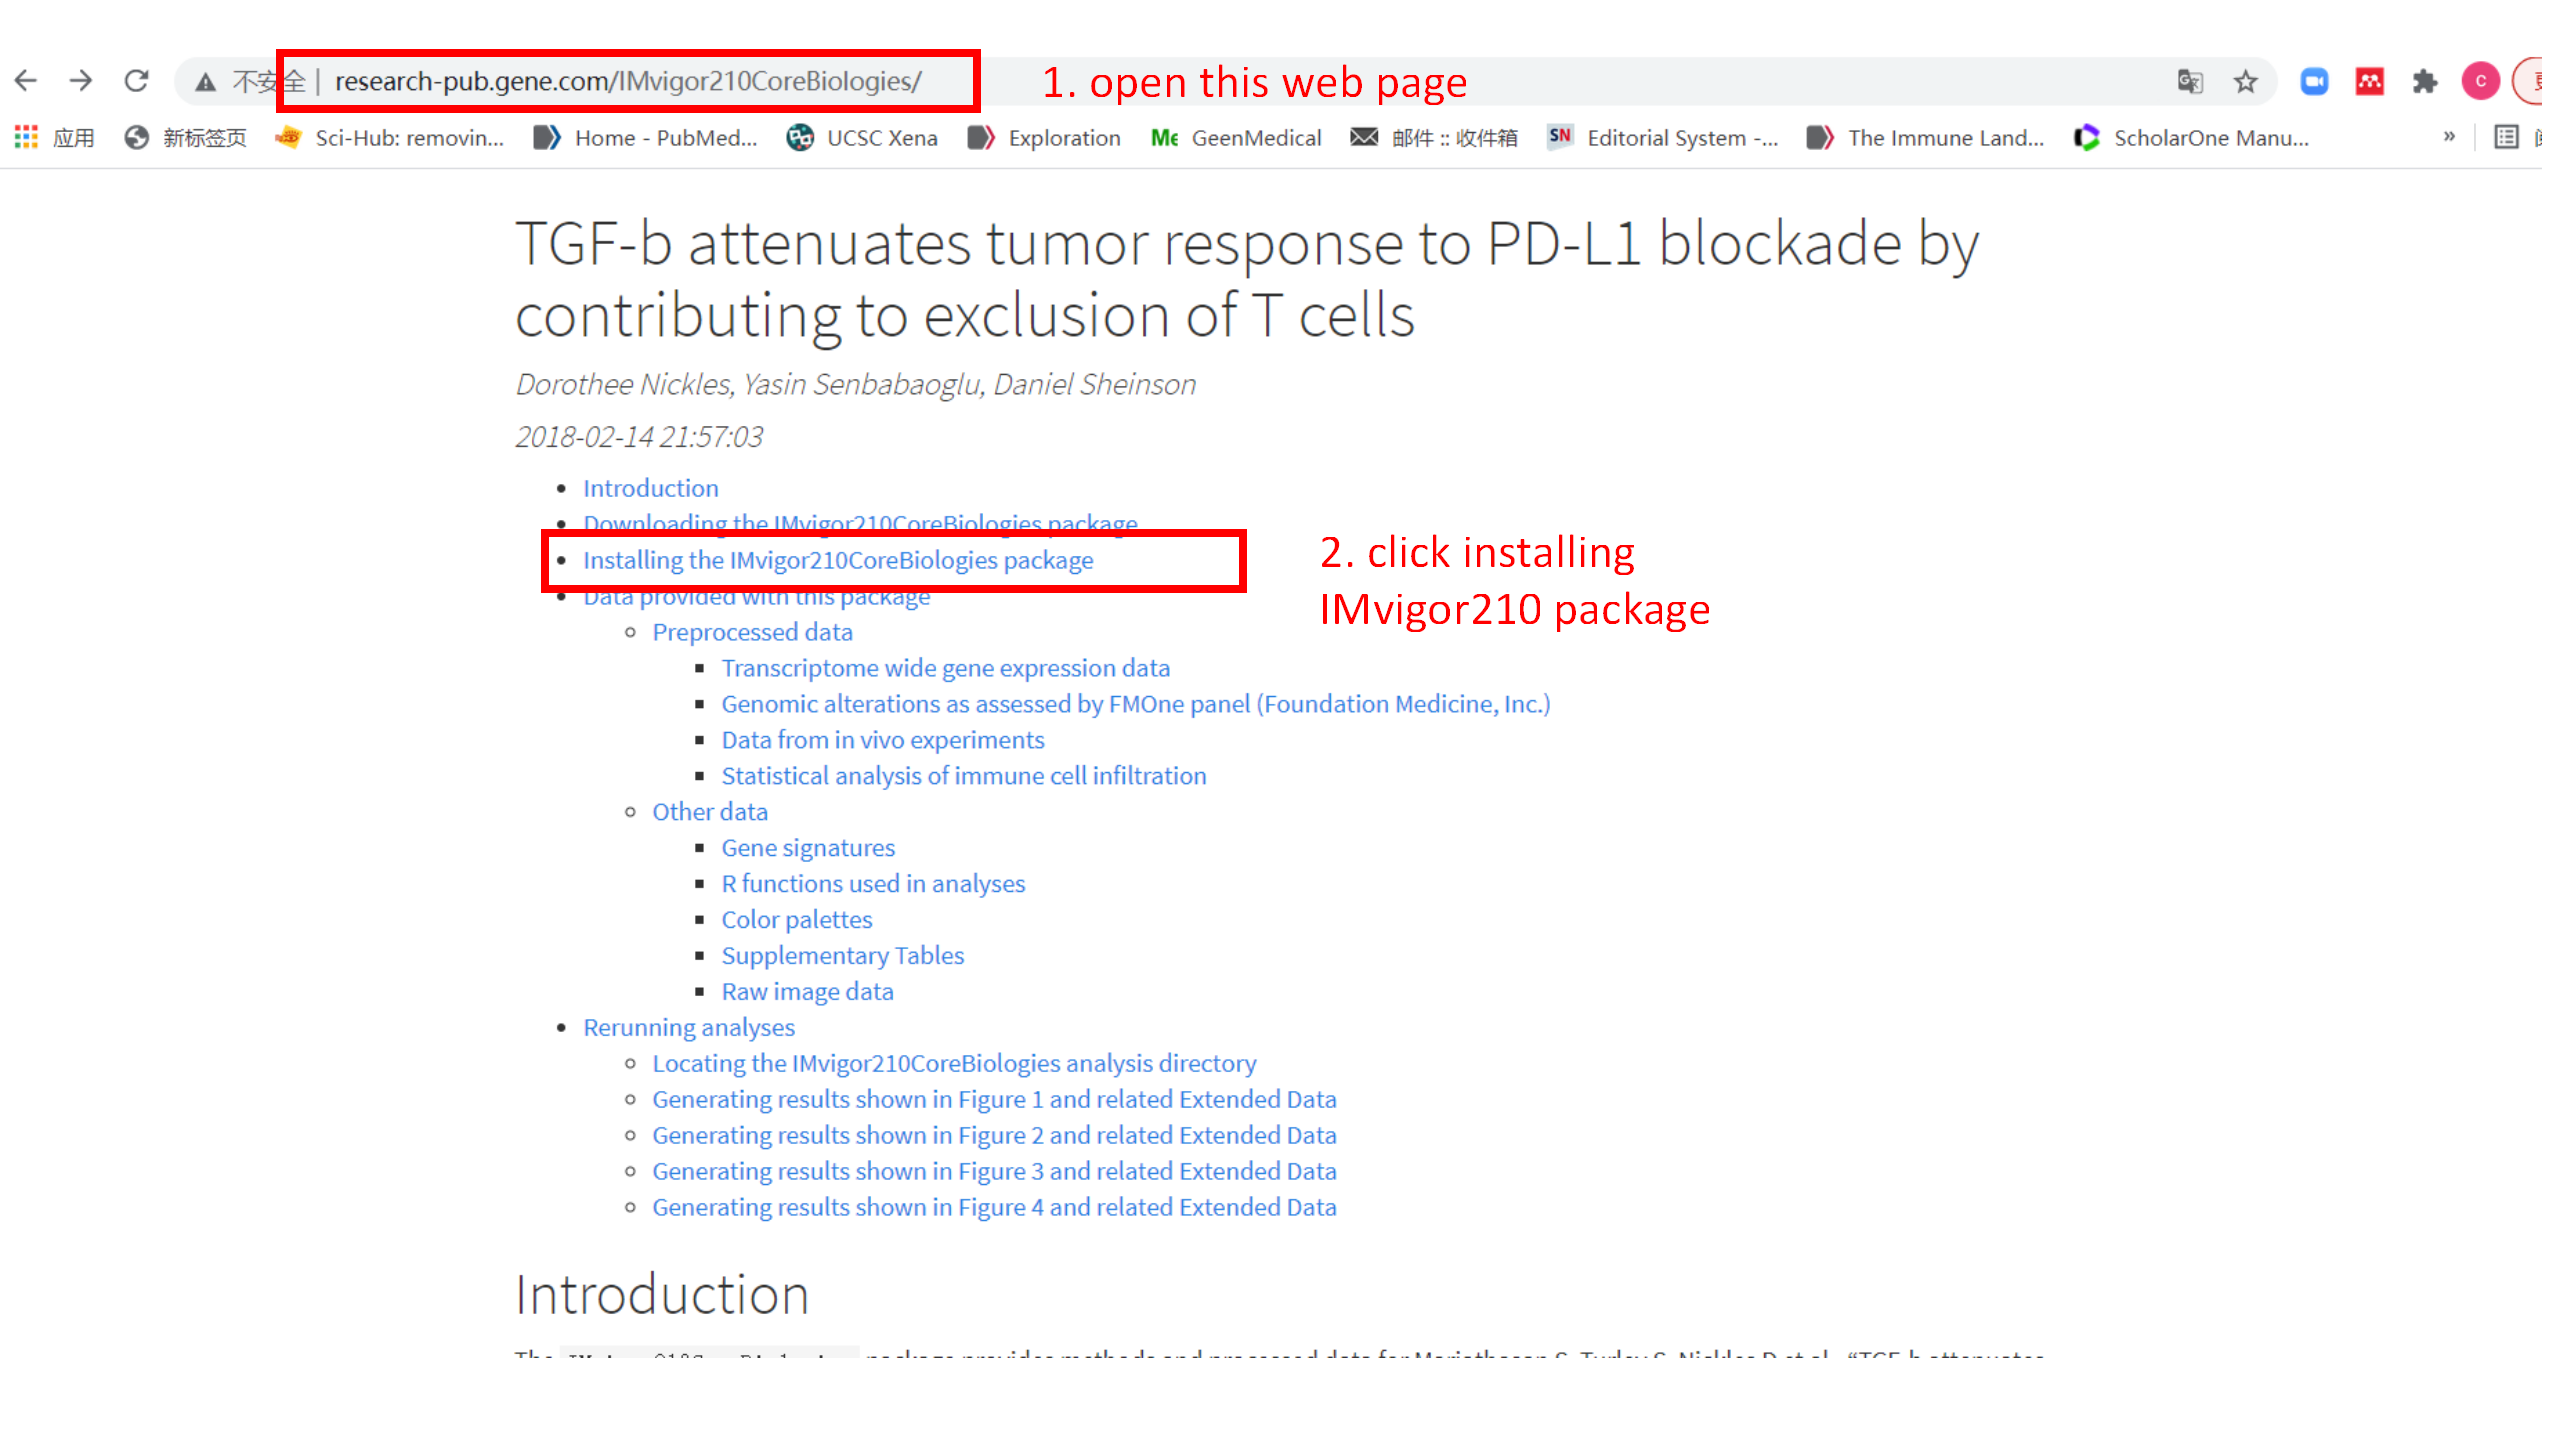 不安全 | research-pub.gene.com/IMvigor210CoreBiologies/
1. open this web page
应用 新标签页 Sci-Hub: removin... Home - PubMed... UCSC Xena Exploration GeenMedical 邮件 :: 收件箱 SN Editorial System -... The Immune Land... ScholarOne Manu... »
TGF-b attenuates tumor response to PD-L1 blockade by
contributing to exclusion of T cells
Dorothee Nickles, Yasin Senbabaoglu, Daniel Sheinson
2018-02-14 21:57:03
Introduction
Downloading the IMvigor210CoreBiologies package
Installing the IMvigor210CoreBiologies package
2. click installing
IMvigor210 package
Data provided with this package
Preprocessed data
Transcriptome wide gene expression data
Genomic alterations as assessed by FMOne panel (Foundation Medicine, Inc.)
Data from in vivo experiments
Statistical analysis of immune cell infiltration
Other data
Gene signatures
R functions used in analyses
Color palettes
Supplementary Tables
Raw image data
Rerunning analyses
Locating the IMvigor210CoreBiologies analysis directory
Generating results shown in Figure 1 and related Extended Data
Generating results shown in Figure 2 and related Extended Data
Generating results shown in Figure 3 and related Extended Data
Generating results shown in Figure 4 and related Extended Data
Introduction